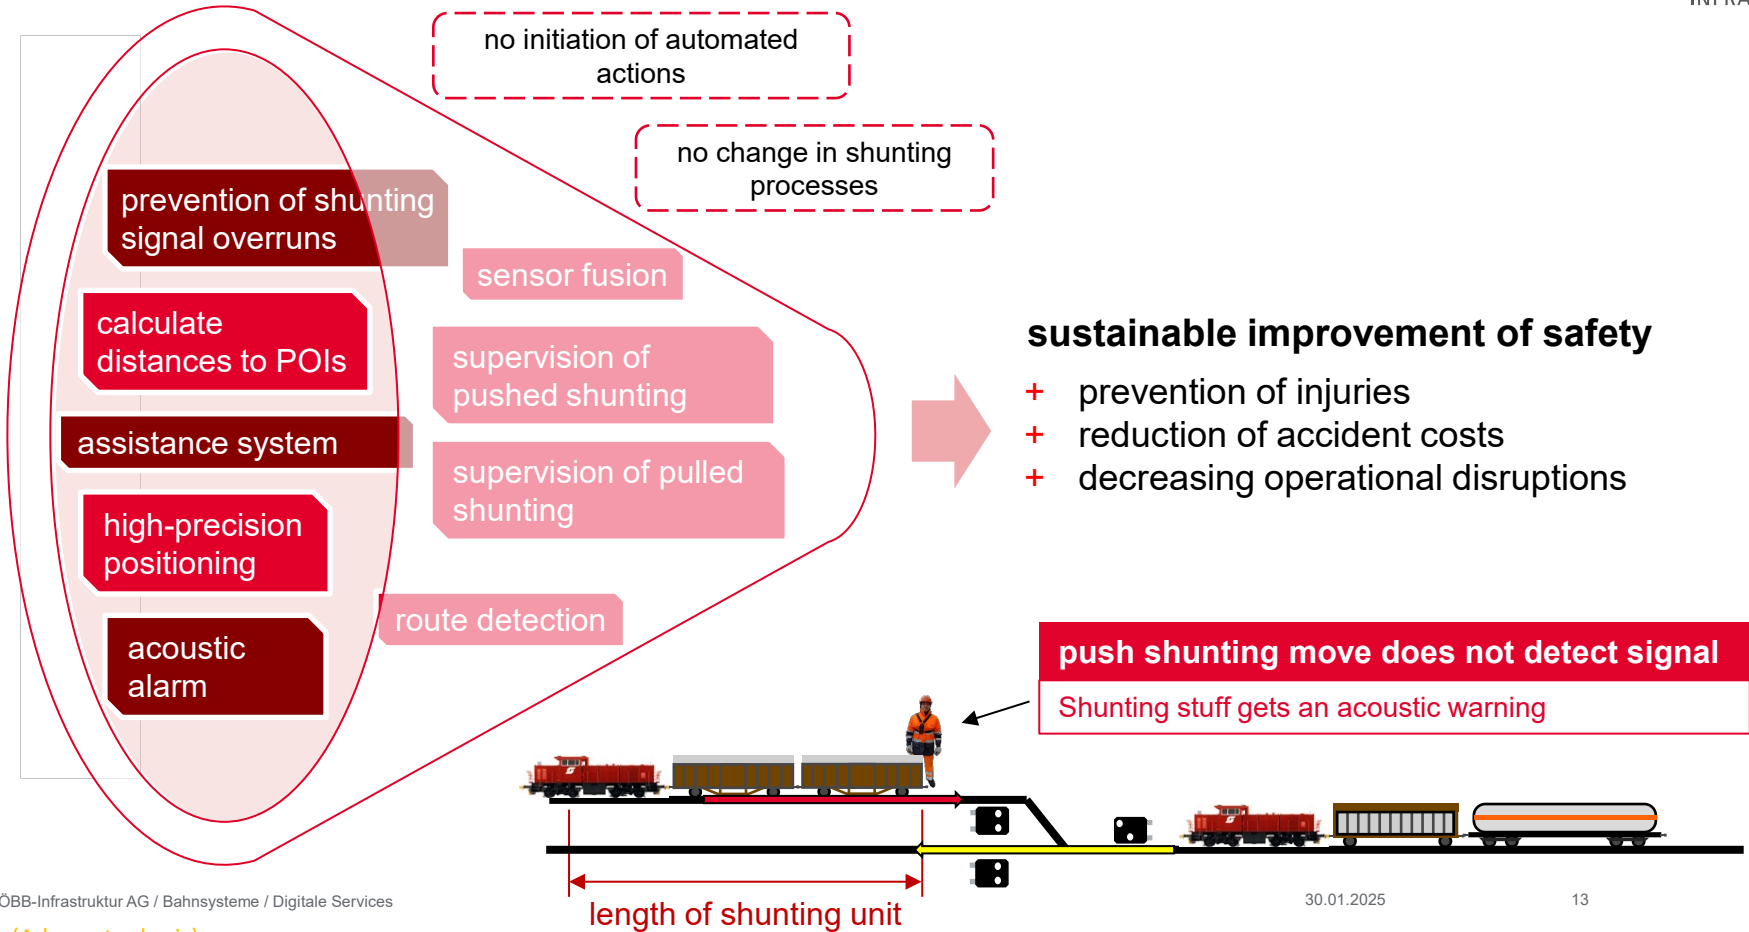 no initiation of automated
actions
no change in shunting
processes
prevention of shunting
signal overruns
sensor fusion
calculate
distances to POIs
supervision of
pushed shunting
assistance system
supervision of pulled
shunting
high-precision
positioning
route detection
acoustic
alarm
sustainable improvement of safety
+ prevention of injuries
+ reduction of accident costs
+ decreasing operational disruptions
push shunting move does not detect signal
Shunting stuff gets an acoustic warning
length of shunting unit
ÖBB-Infrastruktur AG / Bahnsysteme / Digitale Services
30.01.2025
13